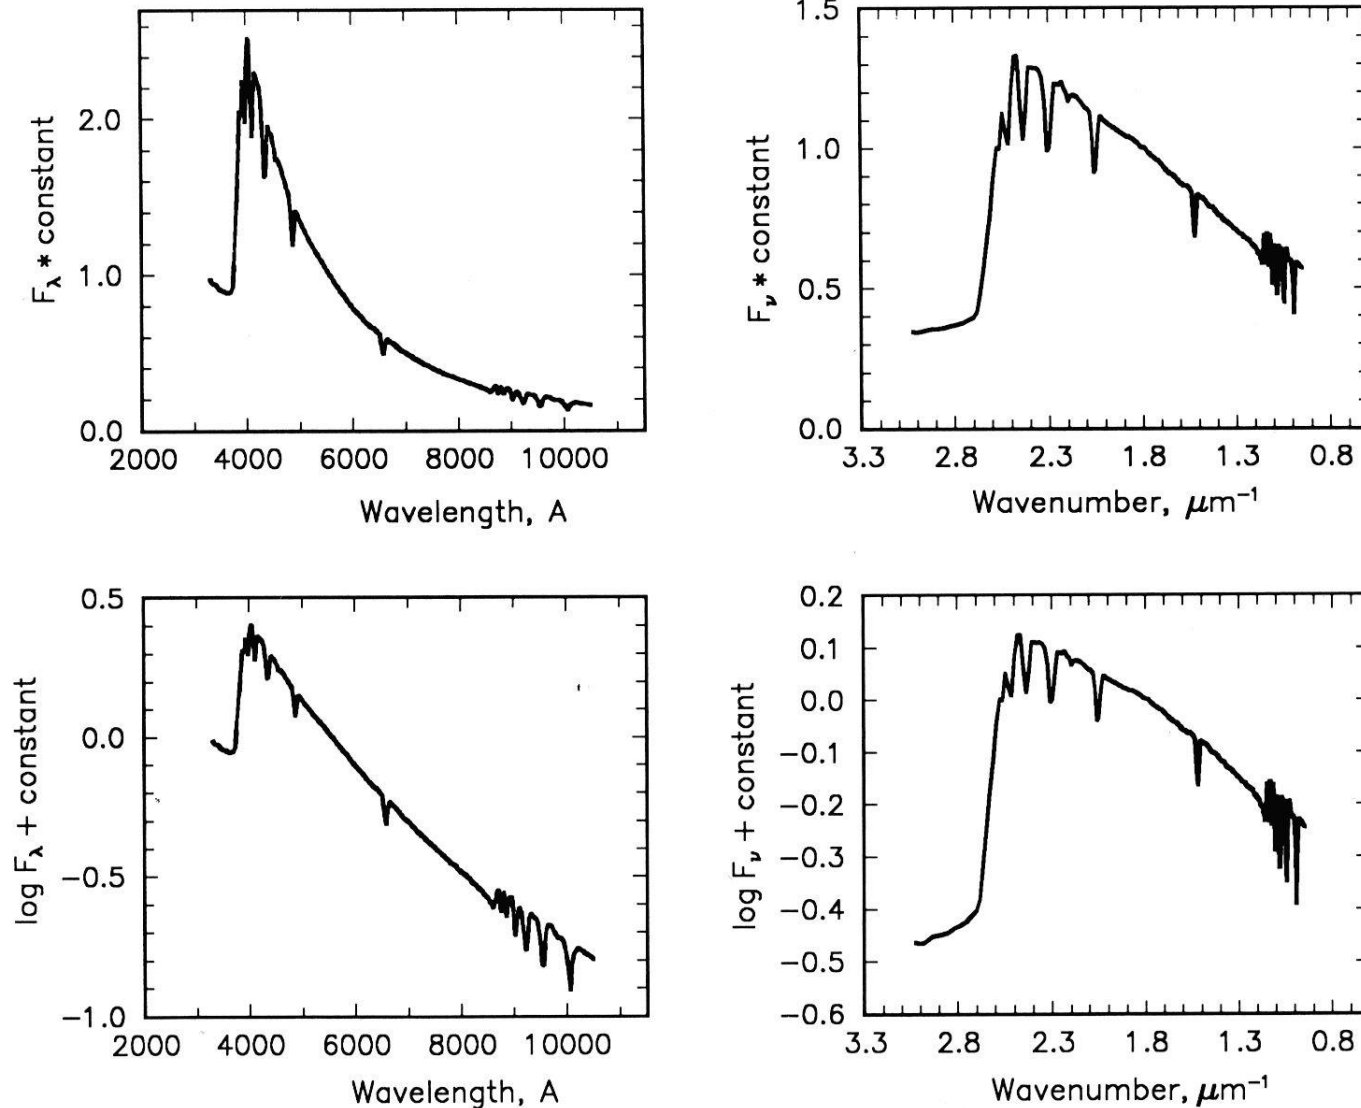 F_λ * constant
2.0
1.0
0.0
2000 4000 6000 8000 10000
Wavelength, A
F_ν * constant
1.5
1.0
0.5
0.0
3.3 2.8 2.3 1.8 1.3 0.8
Wavenumber, μm⁻¹
log F_λ + constant
0.5
0.0
−0.5
−1.0
2000 4000 6000 8000 10000
Wavelength, A
log F_ν + constant
0.2
0.1
0.0
−0.1
−0.2
−0.3
−0.4
−0.5
−0.6
3.3 2.8 2.3 1.8 1.3 0.8
Wavenumber, μm⁻¹